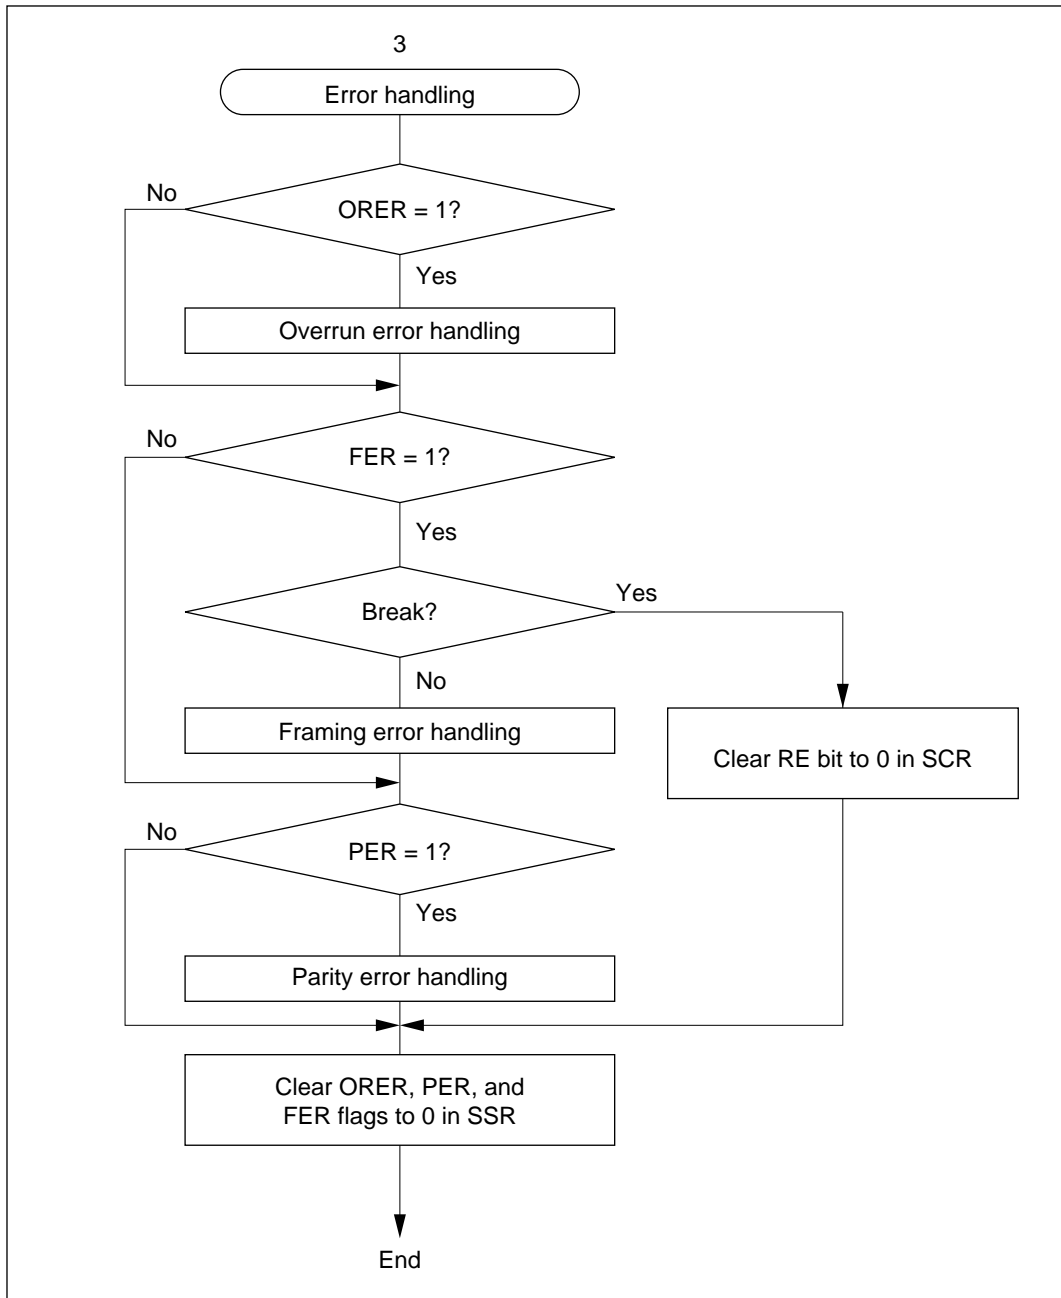 3
Error handling
No
ORER = 1?
Yes
Overrun error handling
No
FER = 1?
Yes
Break?
Yes
No
Framing error handling
Clear RE bit to 0 in SCR
No
PER = 1?
Yes
Parity error handling
Clear ORER, PER, and
FER flags to 0 in SSR
End